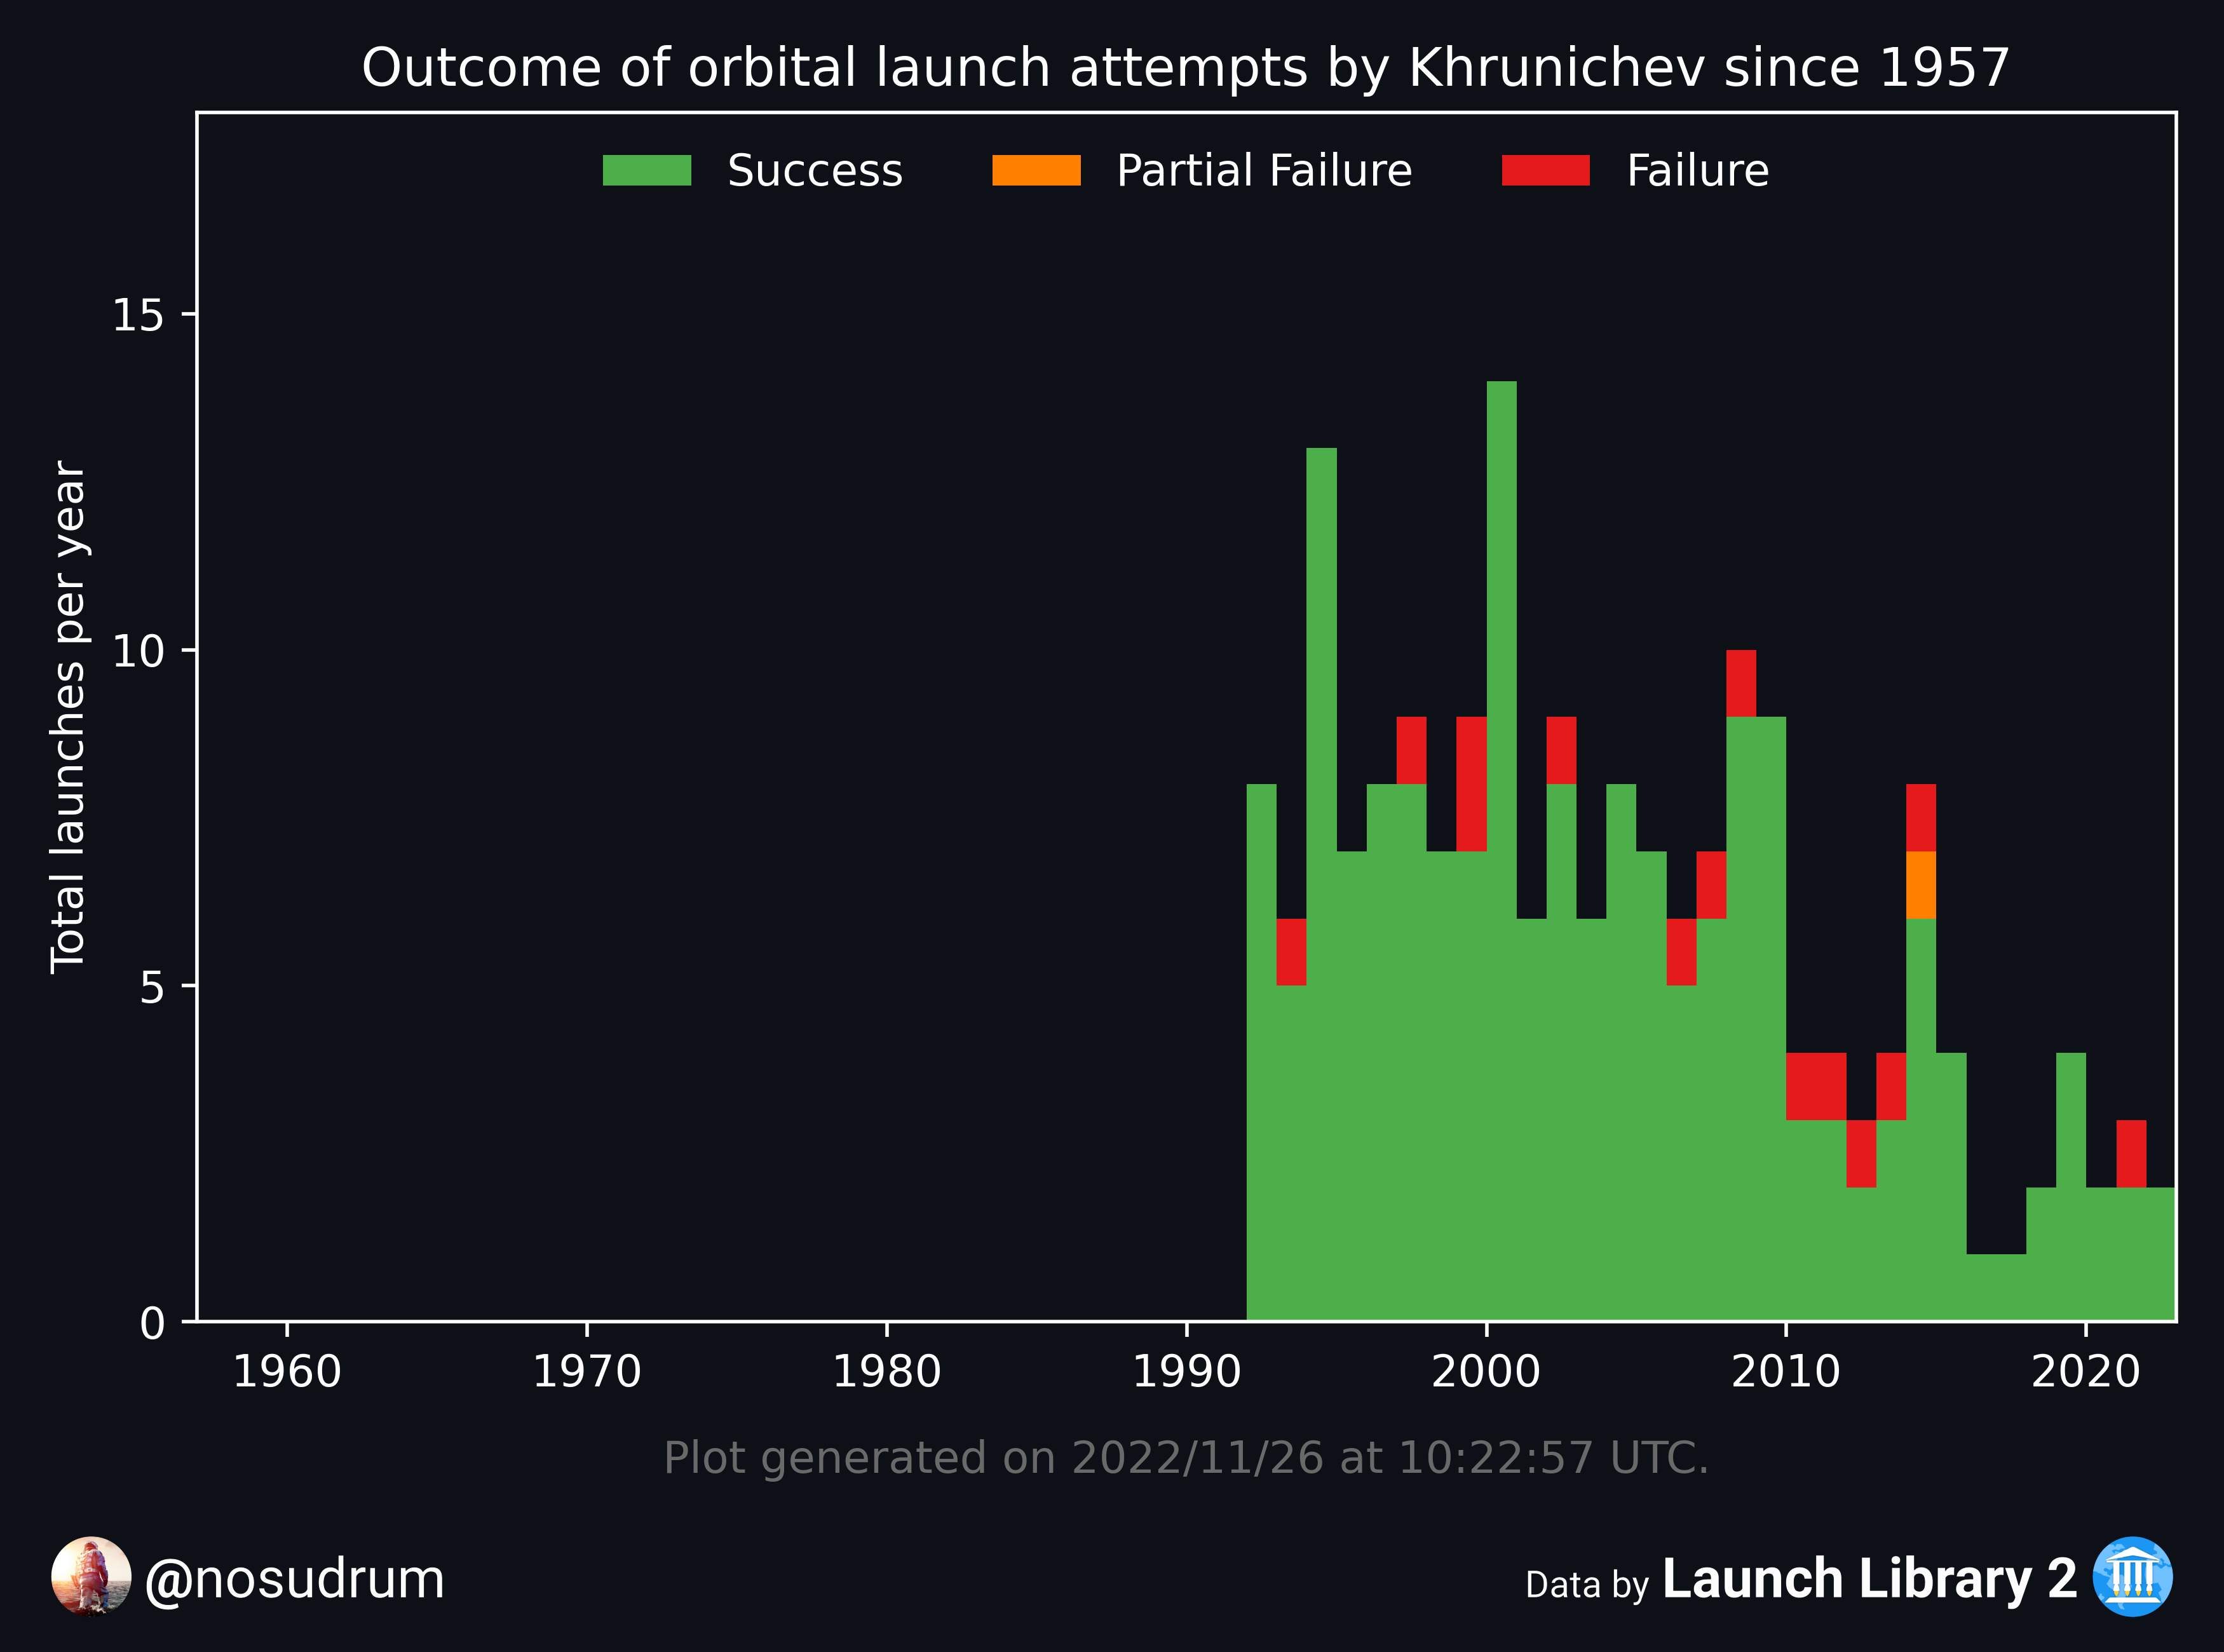 Outcome of orbital launch attempts by Khrunichev since 1957
Success Partial Failure Failure
Total launches per year
15
10
5
0
1960 1970 1980 1990 2000 2010 2020
Plot generated on 2022/11/26 at 10:22:57 UTC.
@nosudrum
Data by Launch Library 2